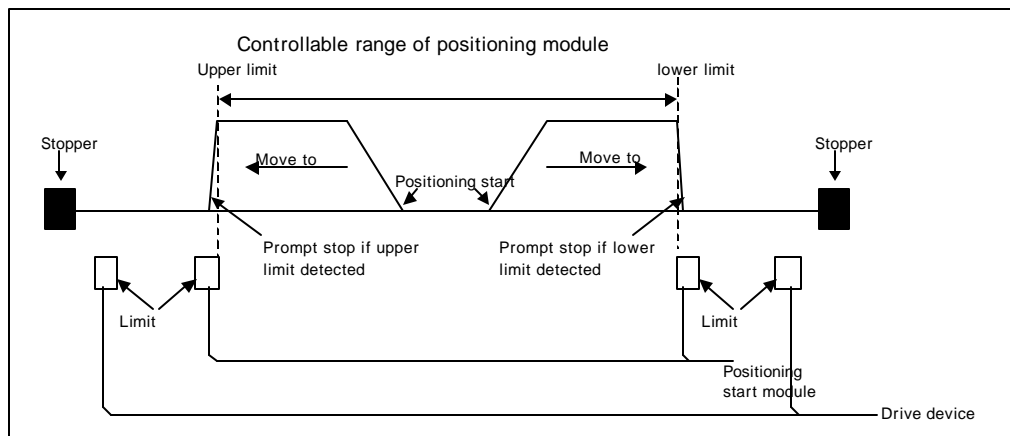 Controllable range of positioning module
Upper limit
lower limit
Stopper
Stopper
Move to
Move to
Positioning start
Prompt stop if upper
limit detected
Prompt stop if lower
limit detected
Limit
Limit
Positioning
start module
Drive device